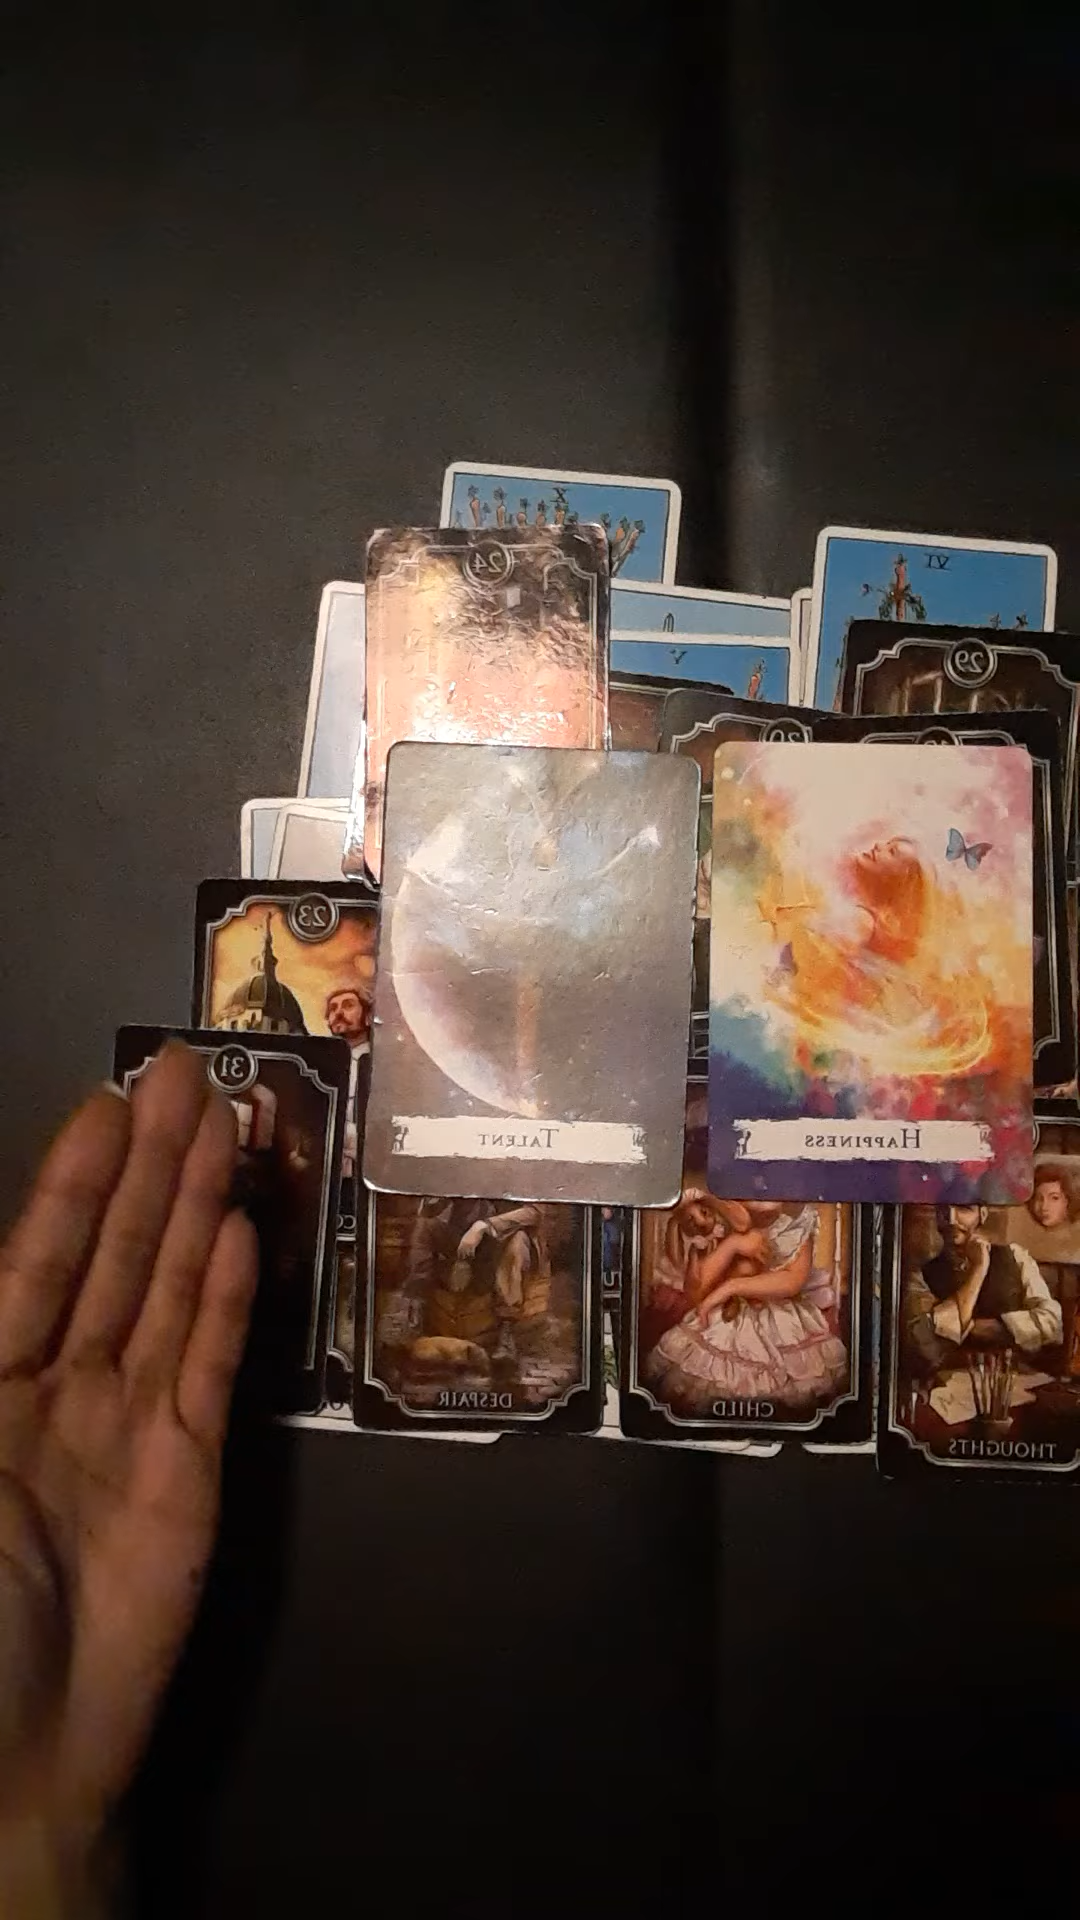 X
VI
24
V
29
23
31
TALENT
HAPPINESS
DESPAIR
CHILD
THOUGHTS